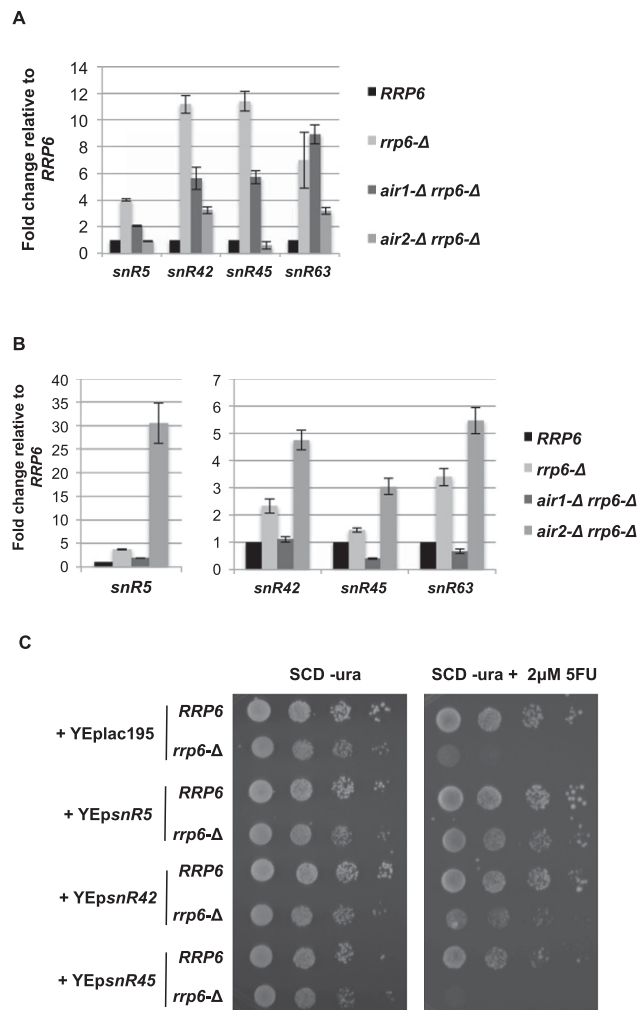 A
Fold change relative to
RRP6
14
12
10
8
6
4
2
0
snR5 snR42 snR45 snR63
RRP6
rrp6-Δ
air1-Δ rrp6-Δ
air2-Δ rrp6-Δ
B
Fold change relative to
RRP6
40
35
30
25
20
15
10
5
0
snR5
7
6
5
4
3
2
1
0
snR42 snR45 snR63
RRP6
rrp6-Δ
air1-Δ rrp6-Δ
air2-Δ rrp6-Δ
C
SCD -ura SCD -ura + 2μM 5FU
+ YEplac195
RRP6
rrp6-Δ
+ YEpsnR5
RRP6
rrp6-Δ
+ YEpsnR42
RRP6
rrp6-Δ
+ YEpsnR45
RRP6
rrp6-Δ